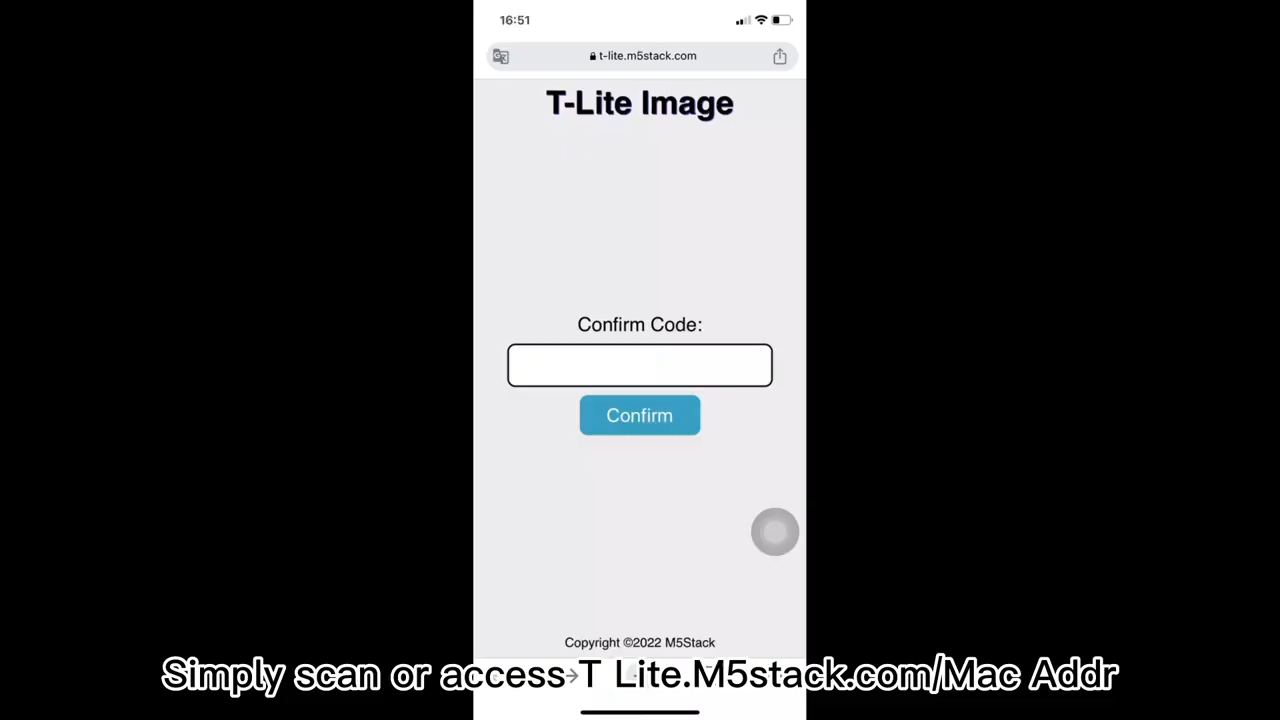 16:51
t-lite.m5stack.com
T-Lite Image
Confirm Code:
Confirm
Copyright ©2022 M5Stack
Simply scan or access T Lite.M5stack.com/Mac Addr